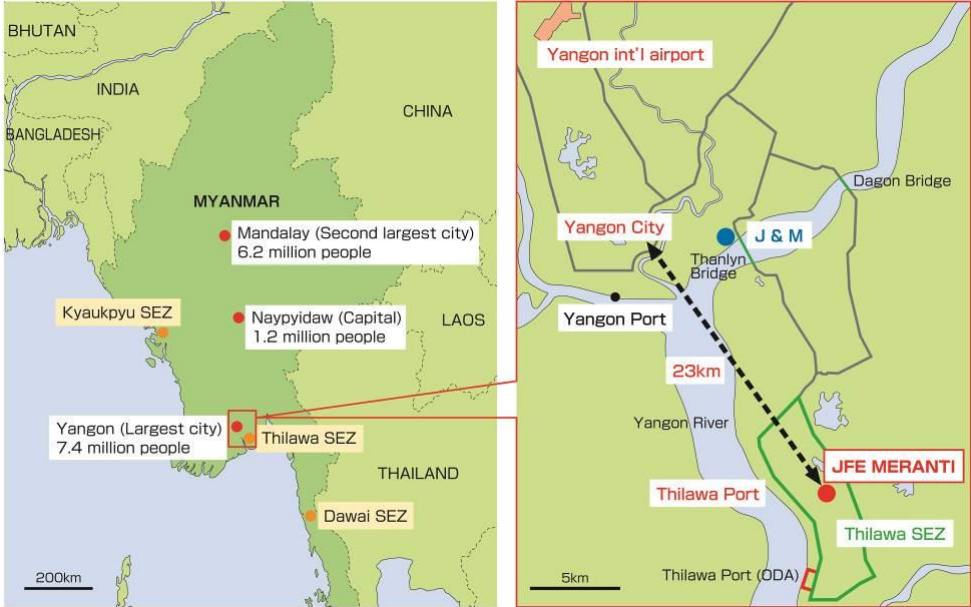 BHUTAN
INDIA
BANGLADESH
CHINA
MYANMAR
Mandalay (Second largest city)
6.2 million people
Kyaukpyu SEZ
Naypyidaw (Capital)
1.2 million people
LAOS
Yangon (Largest city)
7.4 million people
Thilawa SEZ
THAILAND
Dawai SEZ
200km
Yangon int'l airport
Dagon Bridge
Yangon City
J & M
Thanlyn
Bridge
Yangon Port
23km
Yangon River
JFE MERANTI
Thilawa Port
Thilawa SEZ
Thilawa Port (ODA)
5km